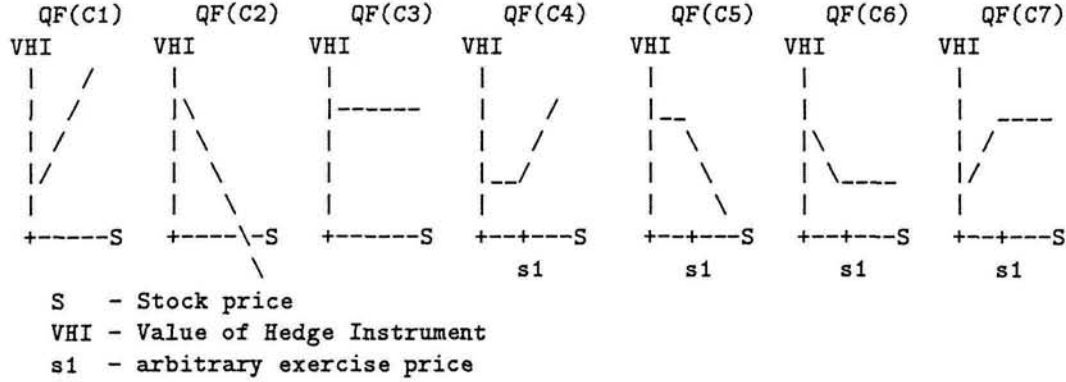 QF(C1) QF(C2) QF(C3) QF(C4) QF(C5) QF(C6) QF(C7)
VHI VHI VHI VHI VHI VHI
+-----S +-----\-S +------S +--+---S +--+---S +--+---S +--+---S
s1 s1 s1 s1
S - Stock price
VHI - Value of Hedge Instrument
s1 - arbitrary exercise price